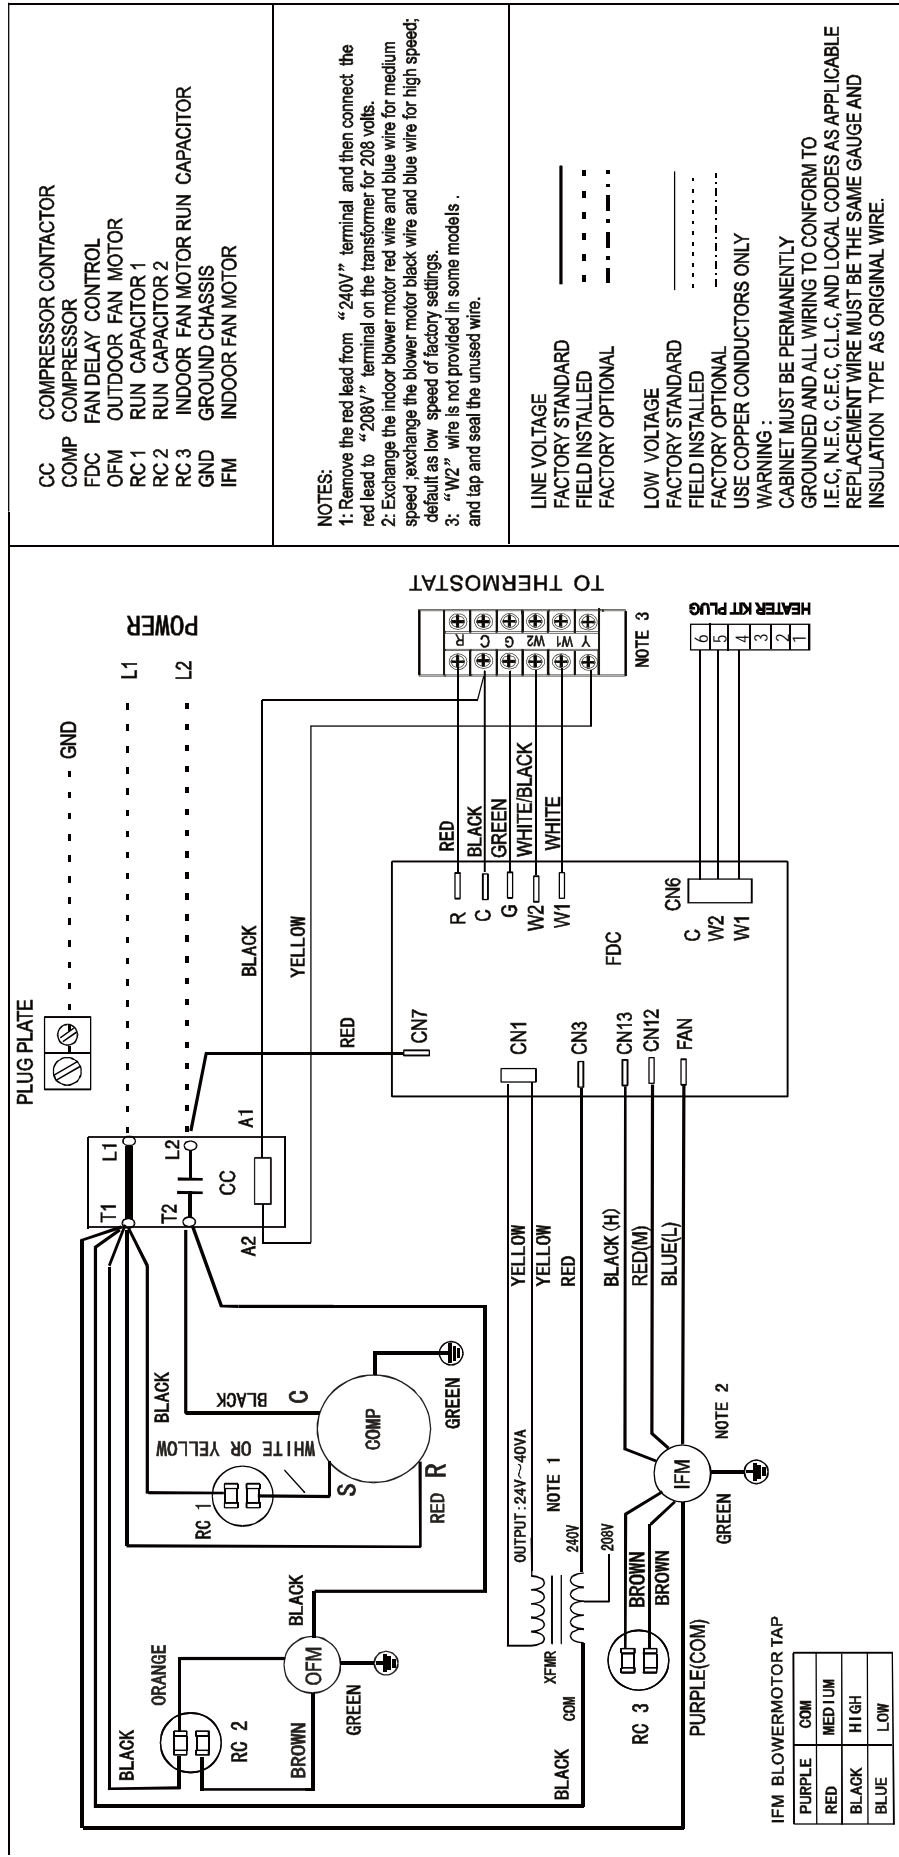 CC COMPRESSOR CONTACTOR
COMP COMPRESSOR
FDC FAN DELAY CONTROL
OFM OUTDOOR FAN MOTOR
RC 1 RUN CAPACITOR 1
RC 2 RUN CAPACITOR 2
RC 3 INDOOR FAN MOTOR RUN CAPACITOR
GND GROUND CHASSIS
IFM INDOOR FAN MOTOR
NOTES:
1: Remove the red lead from “240V” terminal and then connect the
red lead to “208V” terminal on the transformer for 208 volts.
2: Exchange the indoor blower motor red wire and blue wire for medium
speed ;exchange the blower motor black wire and blue wire for high speed;
default as low speed of factory settings.
3: “W2” wire is not provided in some models .
and tap and seal the unused wire.
LINE VOLTAGE
FACTORY STANDARD
FIELD INSTALLED
FACTORY OPTIONAL
LOW VOLTAGE
FACTORY STANDARD
FIELD INSTALLED
FACTORY OPTIONAL
USE COPPER CONDUCTORS ONLY
WARNING :
CABINET MUST BE PERMANENTLY
GROUNDED AND ALL WIRING TO CONFORM TO
I.E.C, N.E.C, C.E.C, C.L.C, AND LOCAL CODES AS APPLICABLE
REPLACEMENT WIRE MUST BE THE SAME GAUGE AND
INSULATION TYPE AS ORIGINAL WIRE.
PLUG PLATE
GND
POWER
L1
L2
L1
T1
L2
T2
CC
A1
A2
BLACK
YELLOW
RED
TO THERMOSTAT
R
C
G
W2
W1
Y
NOTE 3
RED
BLACK
GREEN
WHITE/BLACK
WHITE
R
C
G
W2
W1
FDC
CN7
CN1
CN3
CN13
CN12
FAN
CN6
C
W2
W1
HEATER KIT PLUG
6
5
4
3
2
1
BLACK
BLACK
C
WHITE OR YELLOW
RC 1
S
COMP
R
RED
GREEN
BLACK
ORANGE
RC 2
BROWN
OFM
BLACK
GREEN
YELLOW
YELLOW
RED
OUTPUT:24V～40VA
NOTE 1
240V
208V
XFMR
COM
BLACK
BLACK(H)
RED(M)
BLUE(L)
IFM
NOTE 2
GREEN
BROWN
BROWN
RC 3
PURPLE(COM)
IFM BLOWERMOTOR TAP
PURPLE COM
RED MEDIUM
BLACK HIGH
BLUE LOW